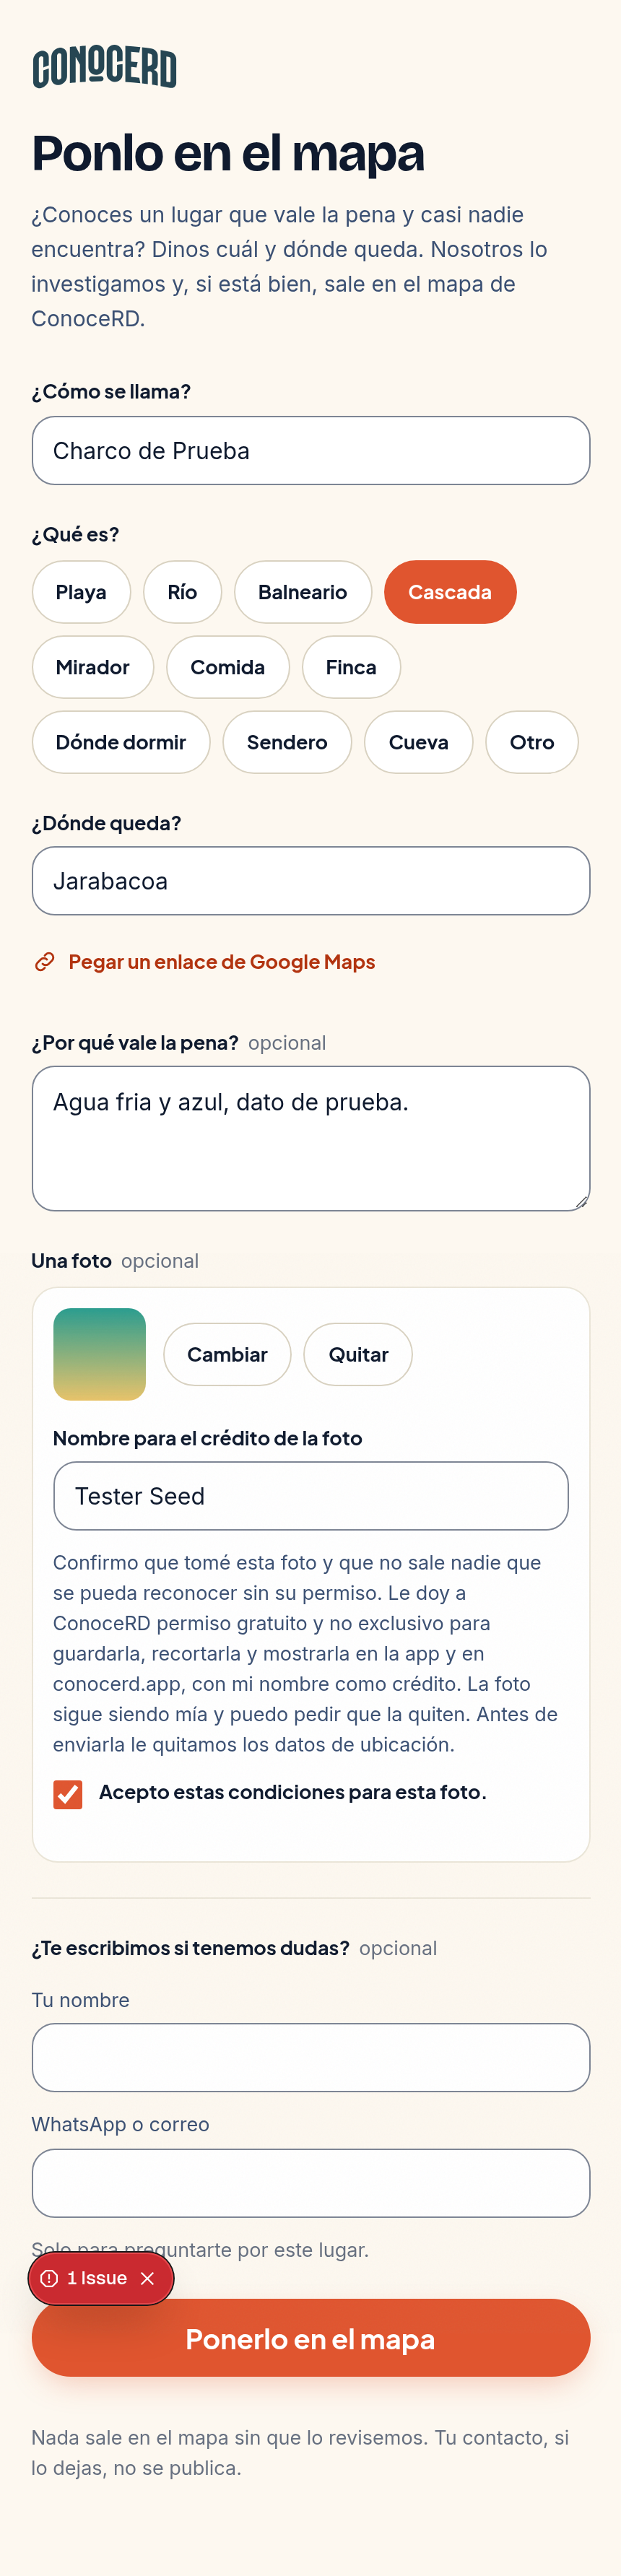 CONOCERD
Ponlo en el mapa
¿Conoces un lugar que vale la pena y casi nadie
encuentra? Dinos cuál y dónde queda. Nosotros lo
investigamos y, si está bien, sale en el mapa de
ConoceRD.
¿Cómo se llama?
Charco de Prueba
¿Qué es?
Playa Río Balneario Cascada
Mirador Comida Finca
Dónde dormir Sendero Cueva Otro
¿Dónde queda?
Jarabacoa
Pegar un enlace de Google Maps
¿Por qué vale la pena? opcional
Agua fria y azul, dato de prueba.
Una foto opcional
Cambiar Quitar
Nombre para el crédito de la foto
Tester Seed
Confirmo que tomé esta foto y que no sale nadie que
se pueda reconocer sin su permiso. Le doy a
ConoceRD permiso gratuito y no exclusivo para
guardarla, recortarla y mostrarla en la app y en
conocerd.app, con mi nombre como crédito. La foto
sigue siendo mía y puedo pedir que la quiten. Antes de
enviarla le quitamos los datos de ubicación.
Acepto estas condiciones para esta foto.
¿Te escribimos si tenemos dudas? opcional
Tu nombre
WhatsApp o correo
Solo para preguntarte por este lugar.
1 Issue
Ponerlo en el mapa
Nada sale en el mapa sin que lo revisemos. Tu contacto, si
lo dejas, no se publica.